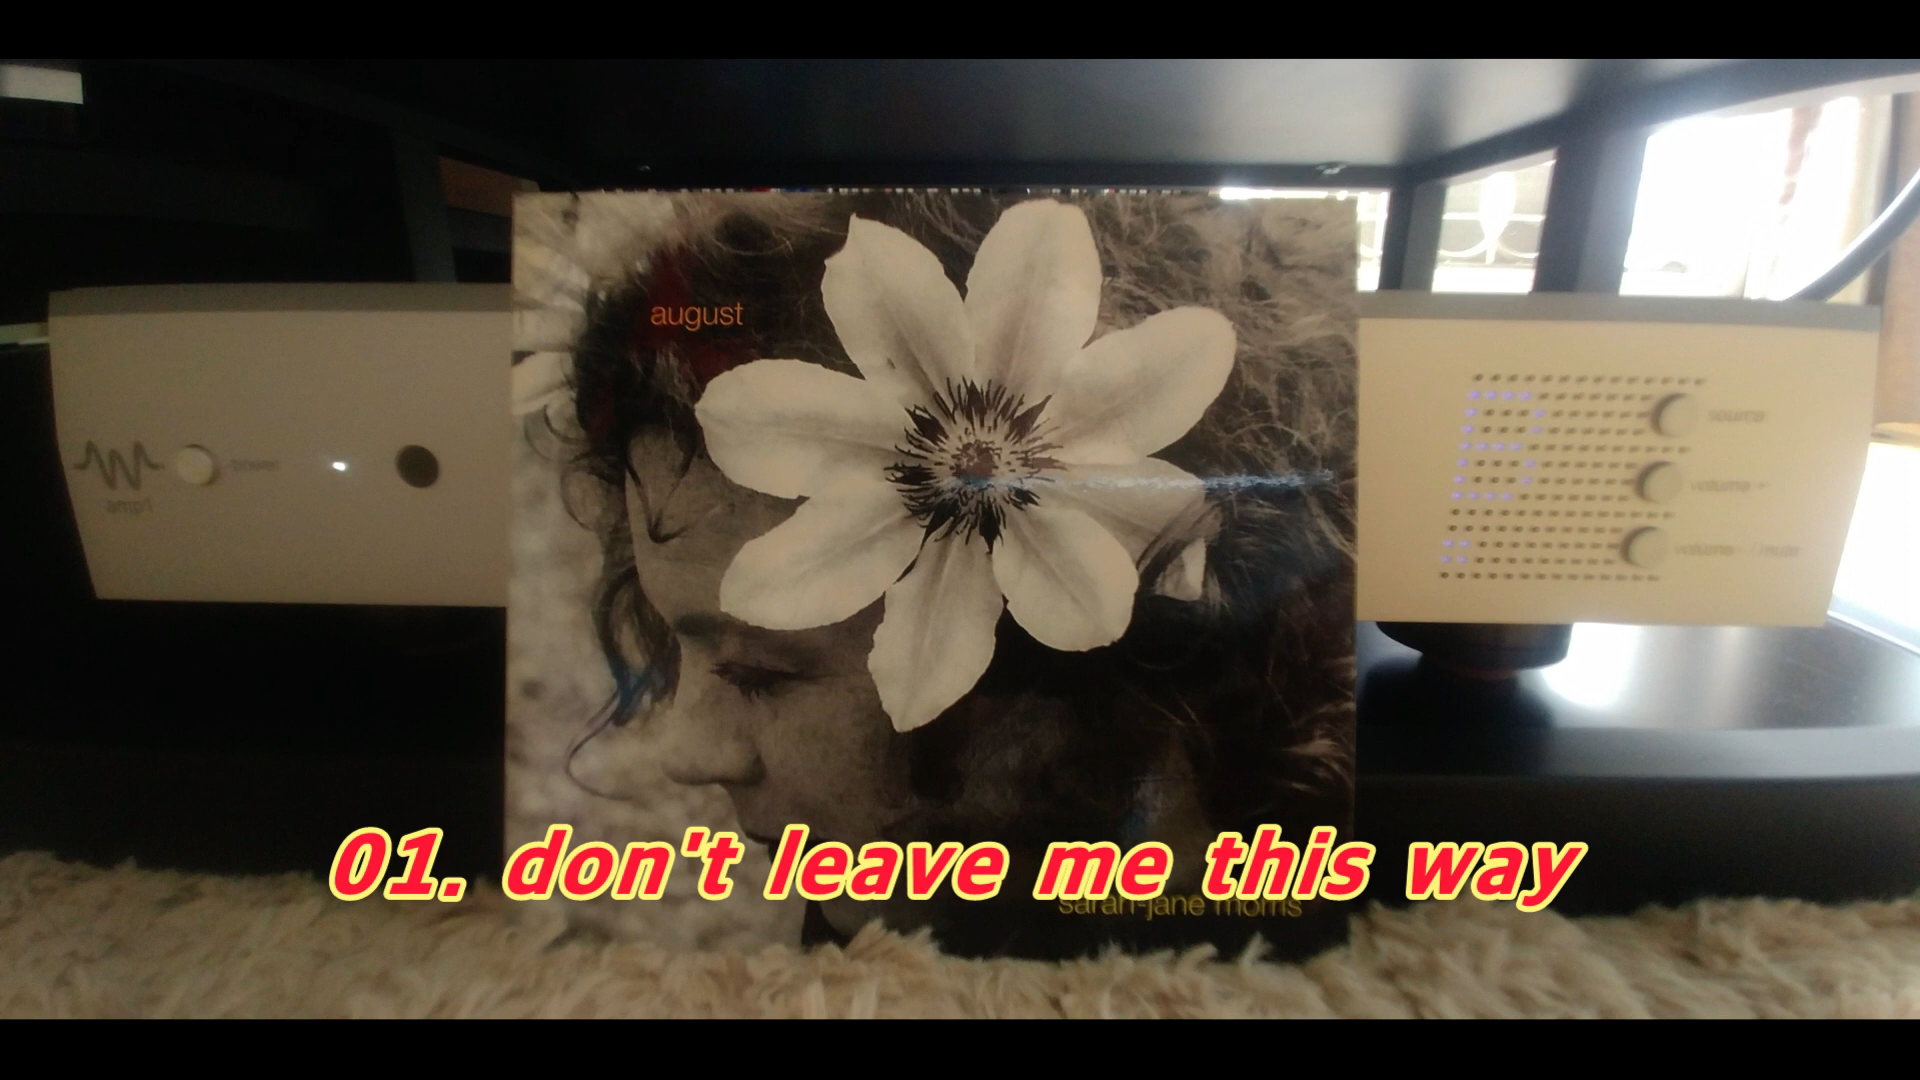 august
amp1
power
source
volume +
volume - / mute
01. don't leave me this way
sarah-jane morris